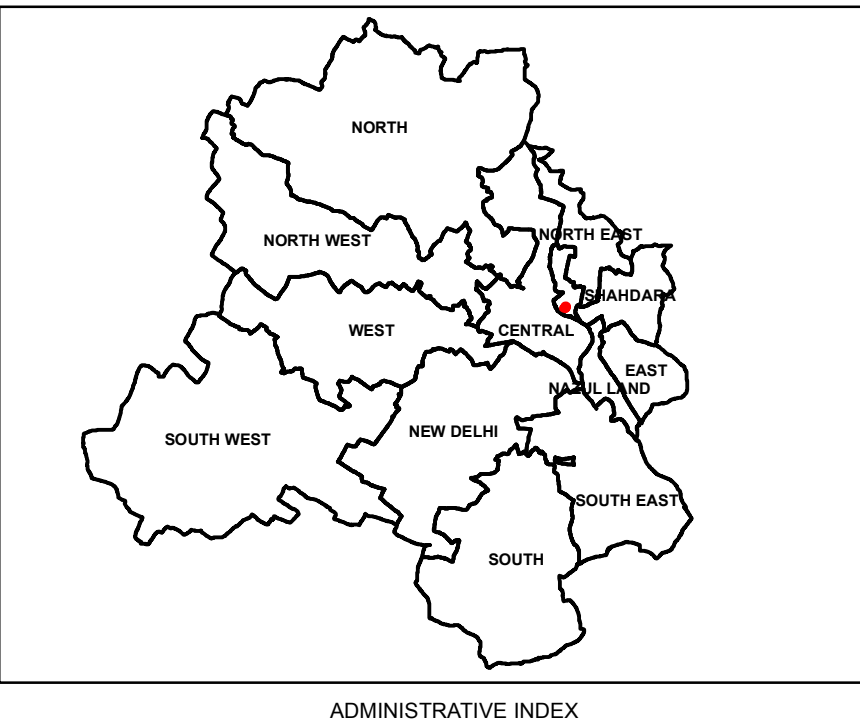 NORTH
NORTH EAST
NORTH WEST
SHAHDARA
WEST
CENTRAL
EAST
NAZUL LAND
NEW DELHI
SOUTH WEST
SOUTH EAST
SOUTH
ADMINISTRATIVE INDEX